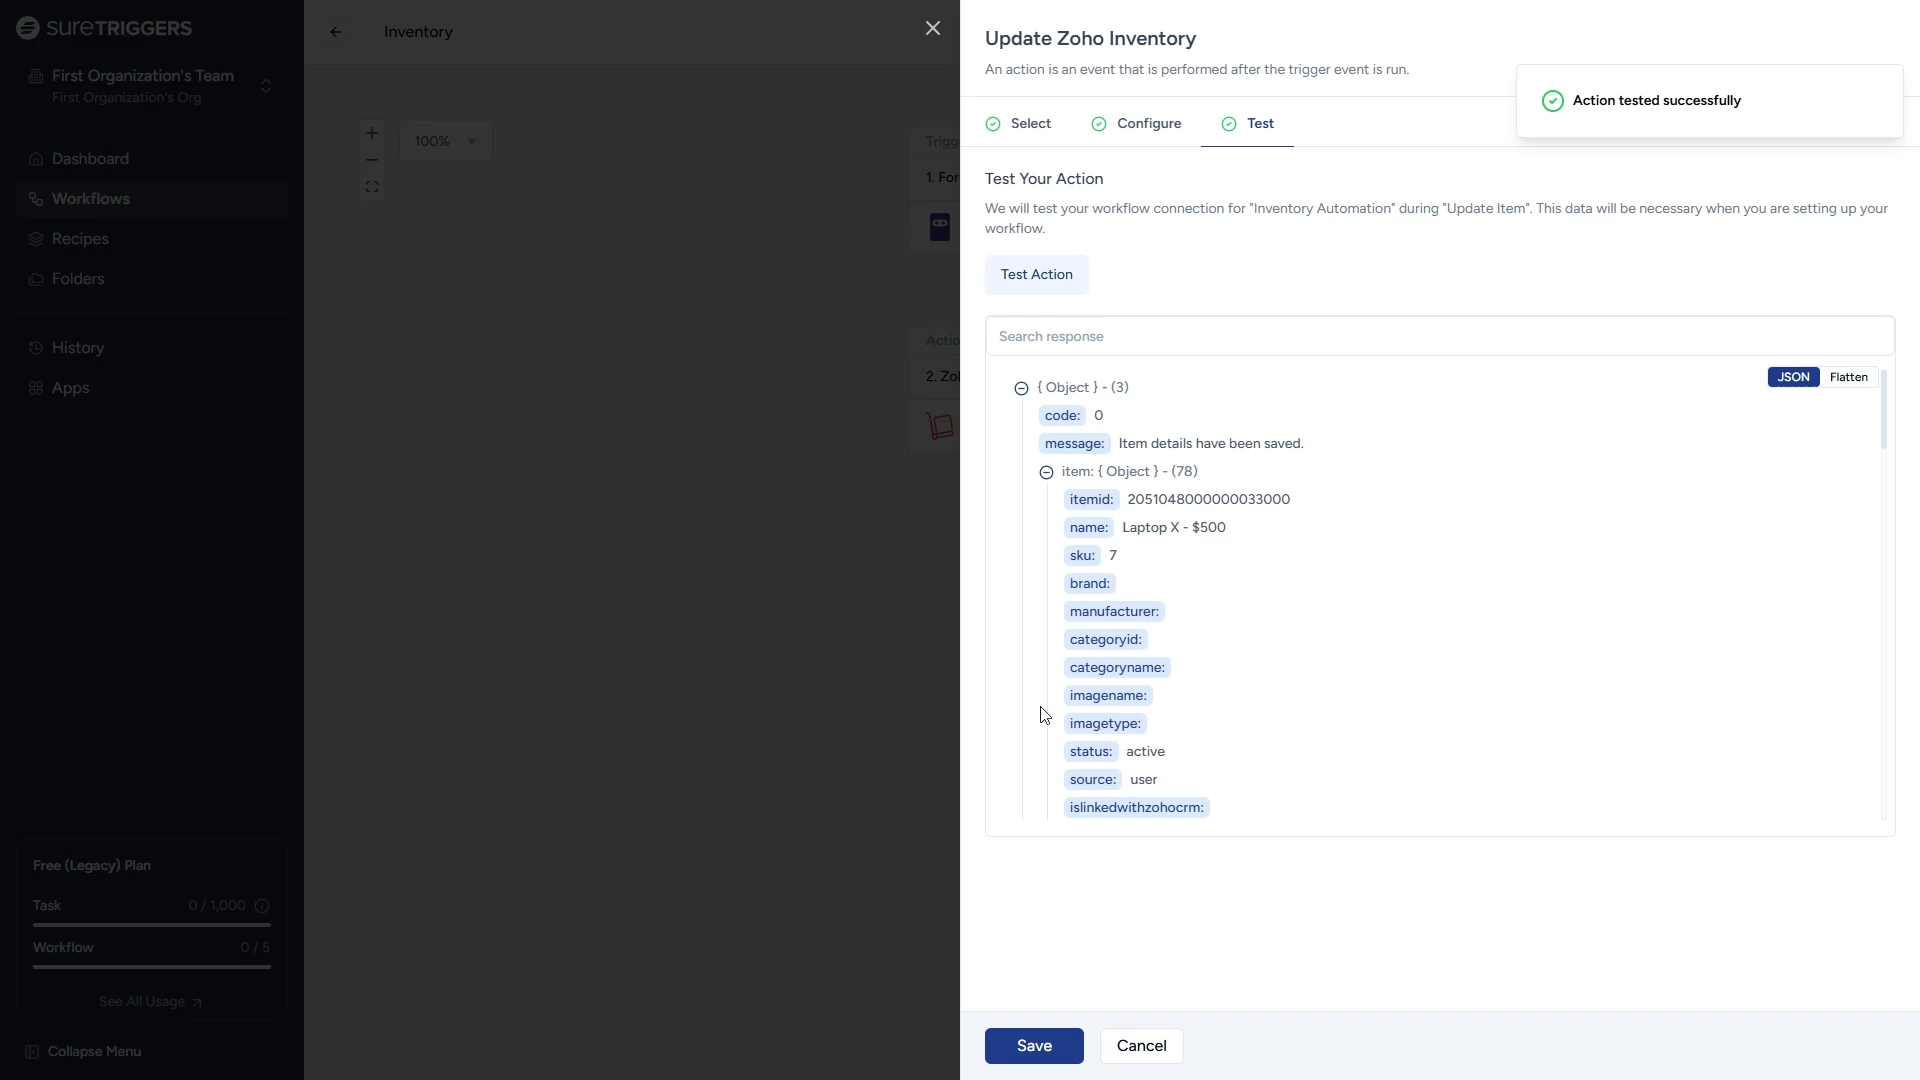 sureTRIGGERS
First Organization's Team
First Organization's Org
Dashboard
Workflows
Recipes
Folders
History
Apps
Free (Legacy) Plan
Task 0 / 1,000
Workflow 0 / 5
See All Usage
Collapse Menu
Inventory
100%
Trigg
1. For
Actio
2. Zol
Update Zoho Inventory
An action is an event that is performed after the trigger event is run.
Action tested successfully
Select Configure Test
Test Your Action
We will test your workflow connection for "Inventory Automation" during "Update Item". This data will be necessary when you are setting up your
workflow.
Test Action
Search response
JSON Flatten
{ Object } - (3)
code: 0
message: Item details have been saved.
item: { Object } - (78)
itemid: 2051048000000033000
name: Laptop X - $500
sku: 7
brand:
manufacturer:
categoryid:
categoryname:
imagename:
imagetype:
status: active
source: user
islinkedwithzohocrm:
Save Cancel